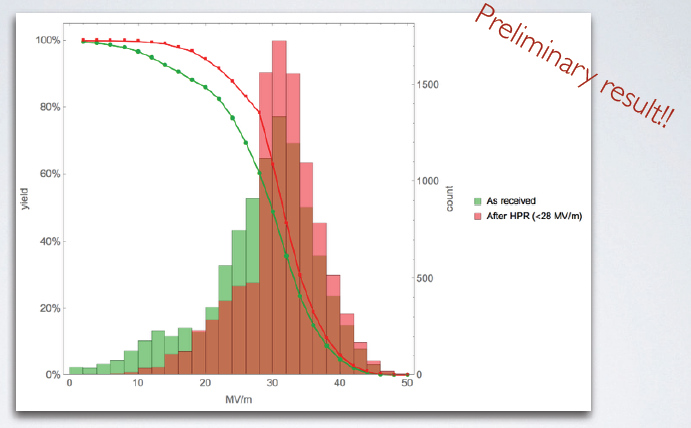 Preliminary result!!
100%
80%
60%
40%
20%
0%
yield
0
10
20
30
40
50
MV/m
1500
1000
500
0
count
As received
After HPR (<28 MV/m)